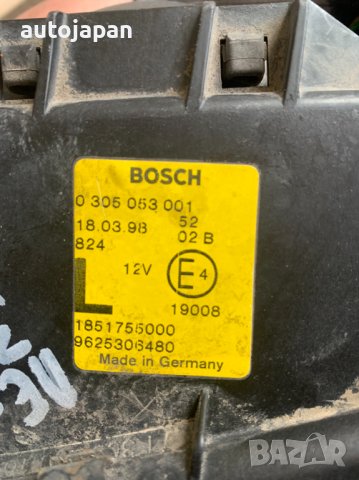 autojapan
BOSCH
0 305 053 001
18.03.98 52
824 02 B
L 12V E4
19008
1851755000
9625306480
Made in Germany
BAZAR